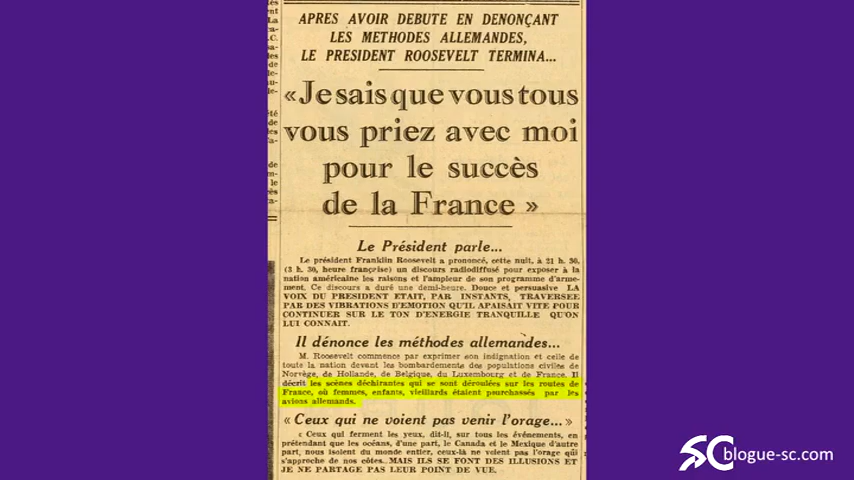 APRES AVOIR DEBUTE EN DENONÇANT
LES METHODES ALLEMANDES,
LE PRESIDENT ROOSEVELT TERMINA...
«Je sais que vous tous
vous priez avec moi
pour le succès
de la France»
Le Président parle...
Le président Franklin Roosevelt a prononcé, cette nuit, à 21 h. 30,
(3 h. 30, heure française) un discours radiodiffusé pour exposer à la
nation américaine les raisons et l'ampleur de son programme d'arme-
ment. Ce discours a duré une demi-heure. Douce et persuasive LA
VOIX DU PRESIDENT ETAIT, PAR INSTANTS, TRAVERSEE
PAR DES VIBRATIONS D'EMOTION QU'IL APAISAIT VITE POUR
CONTINUER SUR LE TON D'ENERGIE TRANQUILLE QU'ON
LUI CONNAIT.
Il dénonce les méthodes allemandes...
M. Roosevelt commence par exprimer son indignation et celle de
toute la nation devant les bombardements des populations civiles de
Norvège, de Hollande, de Belgique, du Luxembourg et de France. Il
décrit les scènes déchirantes qui se sont déroulées sur les routes de
France, où femmes, enfants, vieillards étaient pourchassés par les
avions allemands.
« Ceux qui ne voient pas venir l'orage...»
« Ceux qui ferment les yeux, dit-il, sur tous les événements, en
prétendant que les océans, d'une part, le Canada et le Mexique d'autre
part, nous isolent du monde entier, ceux-là ne voient pas l'orage qui
s'approche de nos côtes.. MAIS ILS SE FONT DES ILLUSIONS ET
JE NE PARTAGE PAS LEUR POINT DE VUE.
SC blogue-sc.com